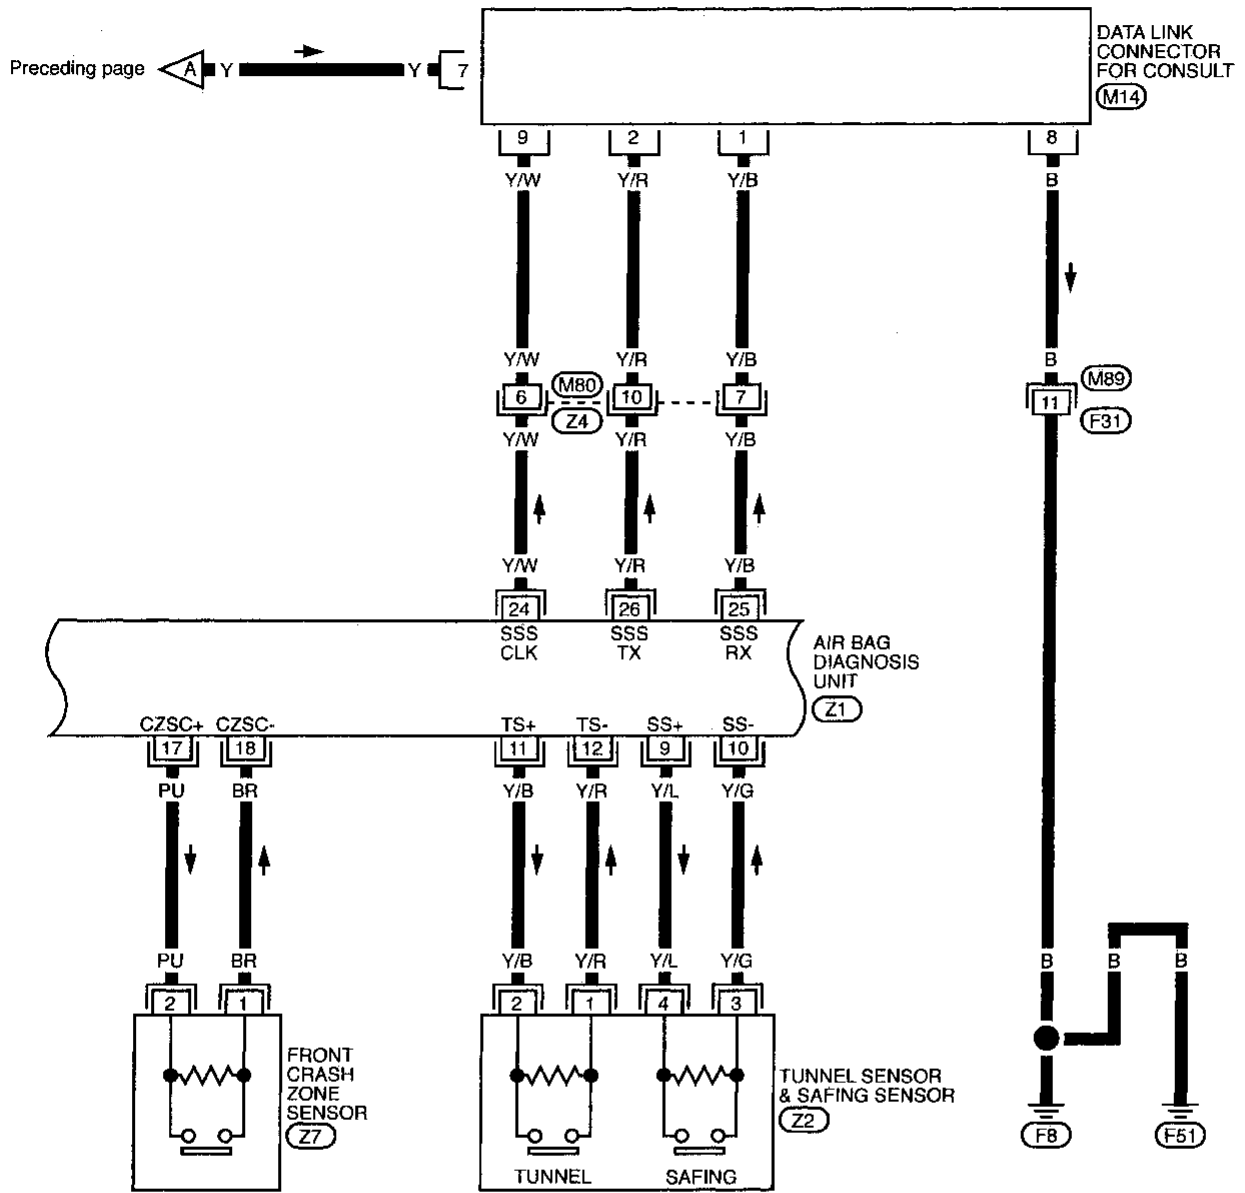 DATA LINK
CONNECTOR
FOR CONSULT
M14
Preceding page A Y Y 7
9 2 1 8
Y/W Y/R Y/B B
Y/W Y/R Y/B B
M80 M89
6 10 7 11
Z4 F31
Y/W Y/R Y/B
Y/W Y/R Y/B
24 26 25
SSS SSS SSS
CLK TX RX
AIR BAG
DIAGNOSIS
UNIT
Z1
CZSC+ CZSC- TS+ TS- SS+ SS-
17 18 11 12 9 10
PU BR Y/B Y/R Y/L Y/G
PU BR Y/B Y/R Y/L Y/G B B B
2 1 2 1 4 3
FRONT
CRASH
ZONE
SENSOR
Z7
TUNNEL SENSOR
& SAFING SENSOR
Z2
F8 F51
TUNNEL SAFING